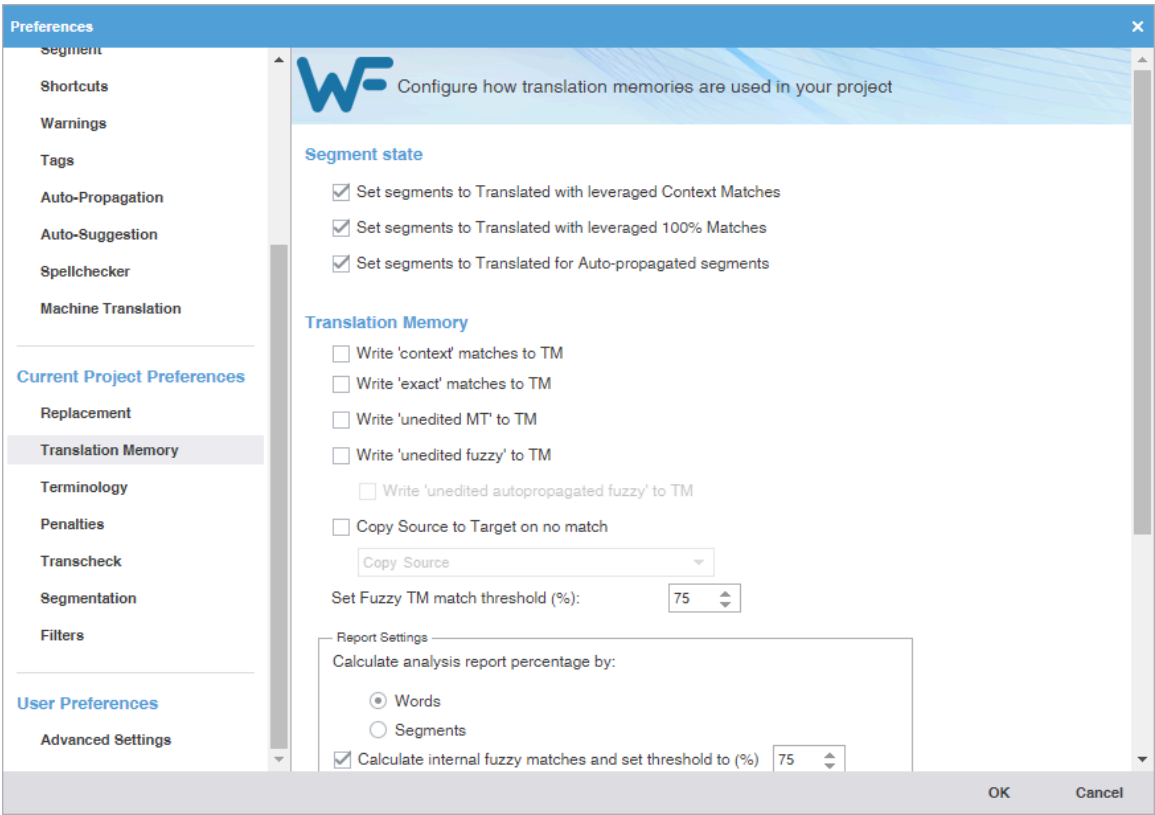 Preferences
Segment
Shortcuts
Warnings
Tags
Auto-Propagation
Auto-Suggestion
Spellchecker
Machine Translation
Current Project Preferences
Replacement
Translation Memory
Terminology
Penalties
Transcheck
Segmentation
Filters
User Preferences
Advanced Settings
WF
Configure how translation memories are used in your project
Segment state
Set segments to Translated with leveraged Context Matches
Set segments to Translated with leveraged 100% Matches
Set segments to Translated for Auto-propagated segments
Translation Memory
Write 'context' matches to TM
Write 'exact' matches to TM
Write 'unedited MT' to TM
Write 'unedited fuzzy' to TM
Write 'unedited autopropagated fuzzy' to TM
Copy Source to Target on no match
Copy Source
Set Fuzzy TM match threshold (%): 75
Report Settings
Calculate analysis report percentage by:
Words
Segments
Calculate internal fuzzy matches and set threshold to (%) 75
OK Cancel